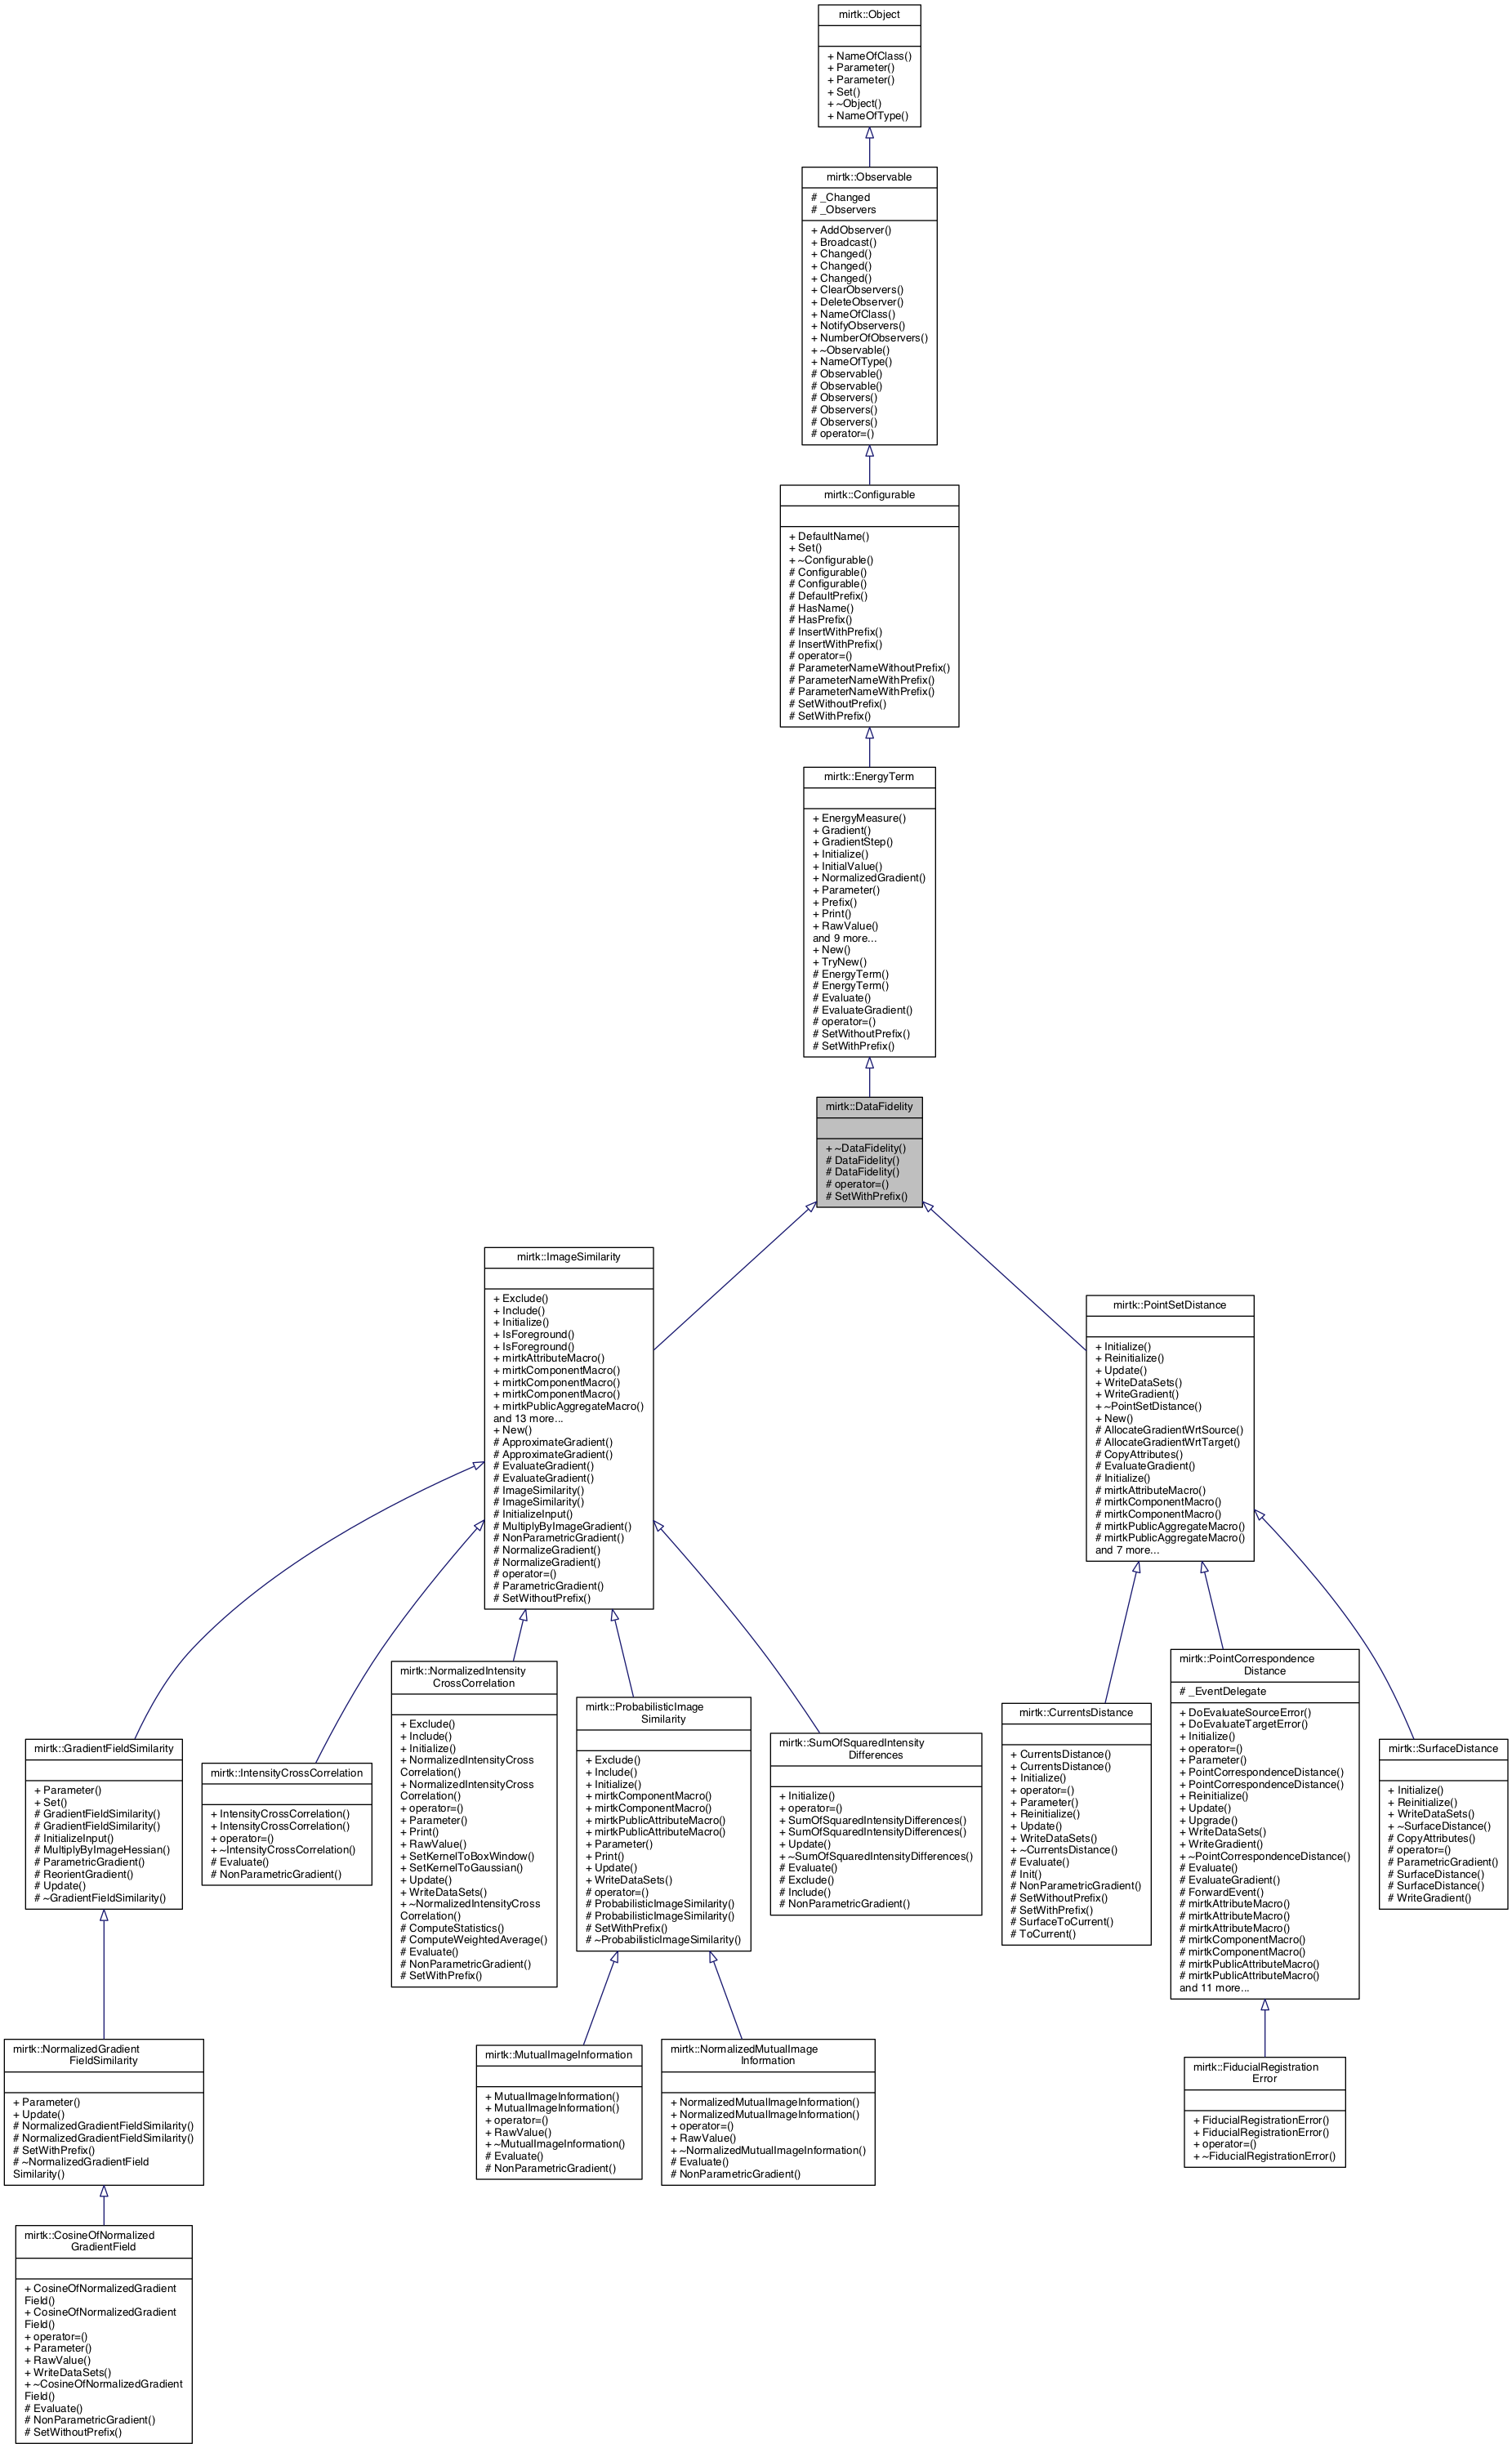 mirtk::Object
+ NameOfClass()
+ Parameter()
+ Parameter()
+ Set()
+ ~Object()
+ NameOfType()
mirtk::Observable
# _Changed
# _Observers
+ AddObserver()
+ Broadcast()
+ Changed()
+ Changed()
+ Changed()
+ ClearObservers()
+ DeleteObserver()
+ NameOfClass()
+ NotifyObservers()
+ NumberOfObservers()
+ ~Observable()
+ NameOfType()
# Observable()
# Observable()
# Observers()
# Observers()
# Observers()
# operator=()
mirtk::Configurable
+ DefaultName()
+ Set()
+ ~Configurable()
# Configurable()
# Configurable()
# DefaultPrefix()
# HasName()
# HasPrefix()
# InsertWithPrefix()
# InsertWithPrefix()
# operator=()
# ParameterNameWithoutPrefix()
# ParameterNameWithPrefix()
# ParameterNameWithPrefix()
# SetWithoutPrefix()
# SetWithPrefix()
mirtk::EnergyTerm
+ EnergyMeasure()
+ Gradient()
+ GradientStep()
+ Initialize()
+ InitialValue()
+ NormalizedGradient()
+ Parameter()
+ Prefix()
+ Print()
+ RawValue()
and 9 more...
+ New()
+ TryNew()
# EnergyTerm()
# EnergyTerm()
# Evaluate()
# EvaluateGradient()
# operator=()
# SetWithoutPrefix()
# SetWithPrefix()
mirtk::DataFidelity
+ ~DataFidelity()
# DataFidelity()
# DataFidelity()
# operator=()
# SetWithPrefix()
mirtk::ImageSimilarity
+ Exclude()
+ Include()
+ Initialize()
+ IsForeground()
+ IsForeground()
+ mirtkAttributeMacro()
+ mirtkComponentMacro()
+ mirtkComponentMacro()
+ mirtkComponentMacro()
+ mirtkPublicAggregateMacro()
and 13 more...
+ New()
# ApproximateGradient()
# ApproximateGradient()
# EvaluateGradient()
# EvaluateGradient()
# ImageSimilarity()
# ImageSimilarity()
# InitializeInput()
# MultiplyByImageGradient()
# NonParametricGradient()
# NormalizeGradient()
# NormalizeGradient()
# operator=()
# ParametricGradient()
# SetWithoutPrefix()
mirtk::PointSetDistance
+ Initialize()
+ Reinitialize()
+ Update()
+ WriteDataSets()
+ WriteGradient()
+ ~PointSetDistance()
+ New()
# AllocateGradientWrtSource()
# AllocateGradientWrtTarget()
# CopyAttributes()
# EvaluateGradient()
# Initialize()
# mirtkAttributeMacro()
# mirtkComponentMacro()
# mirtkComponentMacro()
# mirtkPublicAggregateMacro()
# mirtkPublicAggregateMacro()
and 7 more...
mirtk::GradientFieldSimilarity
+ Parameter()
+ Set()
# GradientFieldSimilarity()
# GradientFieldSimilarity()
# InitializeInput()
# MultiplyByImageHessian()
# ParametricGradient()
# ReorientGradient()
# Update()
# ~GradientFieldSimilarity()
mirtk::IntensityCrossCorrelation
+ IntensityCrossCorrelation()
+ IntensityCrossCorrelation()
+ operator=()
+ ~IntensityCrossCorrelation()
# Evaluate()
# NonParametricGradient()
mirtk::NormalizedIntensity
CrossCorrelation
+ Exclude()
+ Include()
+ Initialize()
+ NormalizedIntensityCross
Correlation()
+ NormalizedIntensityCross
Correlation()
+ operator=()
+ Parameter()
+ Print()
+ RawValue()
+ SetKernelToBoxWindow()
+ SetKernelToGaussian()
+ Update()
+ WriteDataSets()
+ ~NormalizedIntensityCross
Correlation()
# ComputeStatistics()
# ComputeWeightedAverage()
# Evaluate()
# NonParametricGradient()
# SetWithPrefix()
mirtk::ProbabilisticImage
Similarity
+ Exclude()
+ Include()
+ Initialize()
+ mirtkComponentMacro()
+ mirtkComponentMacro()
+ mirtkPublicAttributeMacro()
+ mirtkPublicAttributeMacro()
+ Parameter()
+ Print()
+ Update()
+ WriteDataSets()
# operator=()
# ProbabilisticImageSimilarity()
# ProbabilisticImageSimilarity()
# SetWithPrefix()
# ~ProbabilisticImageSimilarity()
mirtk::SumOfSquaredIntensity
Differences
+ Initialize()
+ operator=()
+ SumOfSquaredIntensityDifferences()
+ SumOfSquaredIntensityDifferences()
+ Update()
+ ~SumOfSquaredIntensityDifferences()
# Evaluate()
# Exclude()
# Include()
# NonParametricGradient()
mirtk::CurrentsDistance
+ CurrentsDistance()
+ CurrentsDistance()
+ Initialize()
+ operator=()
+ Parameter()
+ Reinitialize()
+ Update()
+ WriteDataSets()
+ ~CurrentsDistance()
# Evaluate()
# Init()
# NonParametricGradient()
# SetWithoutPrefix()
# SetWithPrefix()
# SurfaceToCurrent()
# ToCurrent()
mirtk::PointCorrespondence
Distance
# _EventDelegate
+ DoEvaluateSourceError()
+ DoEvaluateTargetError()
+ Initialize()
+ operator=()
+ Parameter()
+ PointCorrespondenceDistance()
+ PointCorrespondenceDistance()
+ Reinitialize()
+ Update()
+ Upgrade()
+ WriteDataSets()
+ WriteGradient()
+ ~PointCorrespondenceDistance()
# Evaluate()
# EvaluateGradient()
# ForwardEvent()
# mirtkAttributeMacro()
# mirtkAttributeMacro()
# mirtkAttributeMacro()
# mirtkComponentMacro()
# mirtkComponentMacro()
# mirtkPublicAttributeMacro()
# mirtkPublicAttributeMacro()
and 11 more...
mirtk::SurfaceDistance
+ Initialize()
+ Reinitialize()
+ WriteDataSets()
+ ~SurfaceDistance()
# CopyAttributes()
# operator=()
# ParametricGradient()
# SurfaceDistance()
# SurfaceDistance()
# WriteGradient()
mirtk::NormalizedGradient
FieldSimilarity
+ Parameter()
+ Update()
# NormalizedGradientFieldSimilarity()
# NormalizedGradientFieldSimilarity()
# SetWithPrefix()
# ~NormalizedGradientField
Similarity()
mirtk::MutualImageInformation
+ MutualImageInformation()
+ MutualImageInformation()
+ operator=()
+ RawValue()
+ ~MutualImageInformation()
# Evaluate()
# NonParametricGradient()
mirtk::NormalizedMutualImage
Information
+ NormalizedMutualImageInformation()
+ NormalizedMutualImageInformation()
+ operator=()
+ RawValue()
+ ~NormalizedMutualImageInformation()
# Evaluate()
# NonParametricGradient()
mirtk::FiducialRegistration
Error
+ FiducialRegistrationError()
+ FiducialRegistrationError()
+ operator=()
+ ~FiducialRegistrationError()
mirtk::CosineOfNormalized
GradientField
+ CosineOfNormalizedGradient
Field()
+ CosineOfNormalizedGradient
Field()
+ operator=()
+ Parameter()
+ RawValue()
+ WriteDataSets()
+ ~CosineOfNormalizedGradient
Field()
# Evaluate()
# NonParametricGradient()
# SetWithoutPrefix()